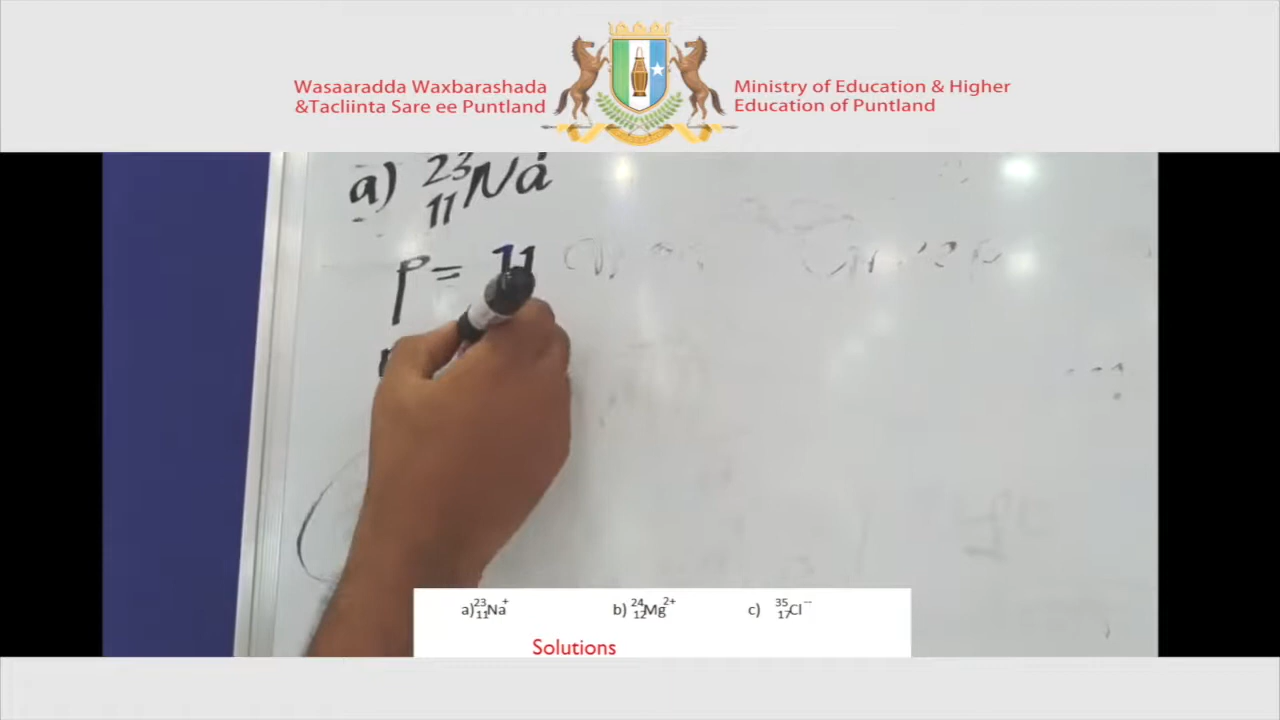 Wasaaradda Waxbarashada
&Tacliinta Sare ee Puntland
Ministry of Education & Higher
Education of Puntland
a) ²³₁₁Na⁺
P = 11
a) ²³₁₁Na⁺ b) ²⁴₁₂Mg²⁺ c) ³⁵₁₇Cl⁻
Solutions